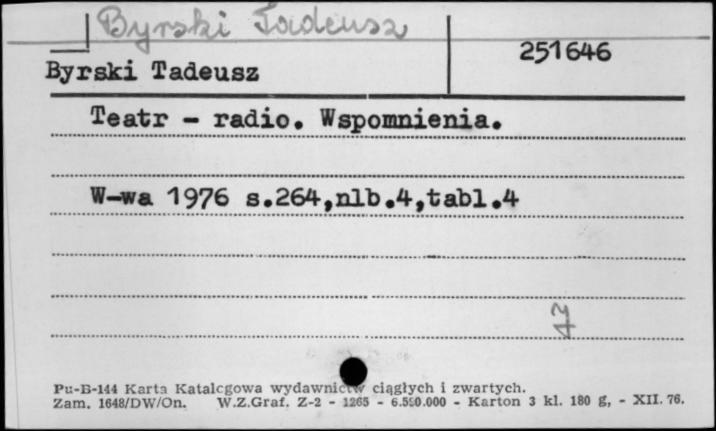 Byrski Tadeusz
251646
Byrski Tadeusz
Teatr - radio. Wspomnienia.
W-wa 1976 s.264,nlb.4,tabl.4
Pu-B-144 Karta Katalogowa wydawnictw ciągłych i zwartych.
Zam. 1648/DW/On. W.Z.Graf. Z-2 - 1265 - 6.550.000 - Karton 3 kl. 180 g, - XII. 76.